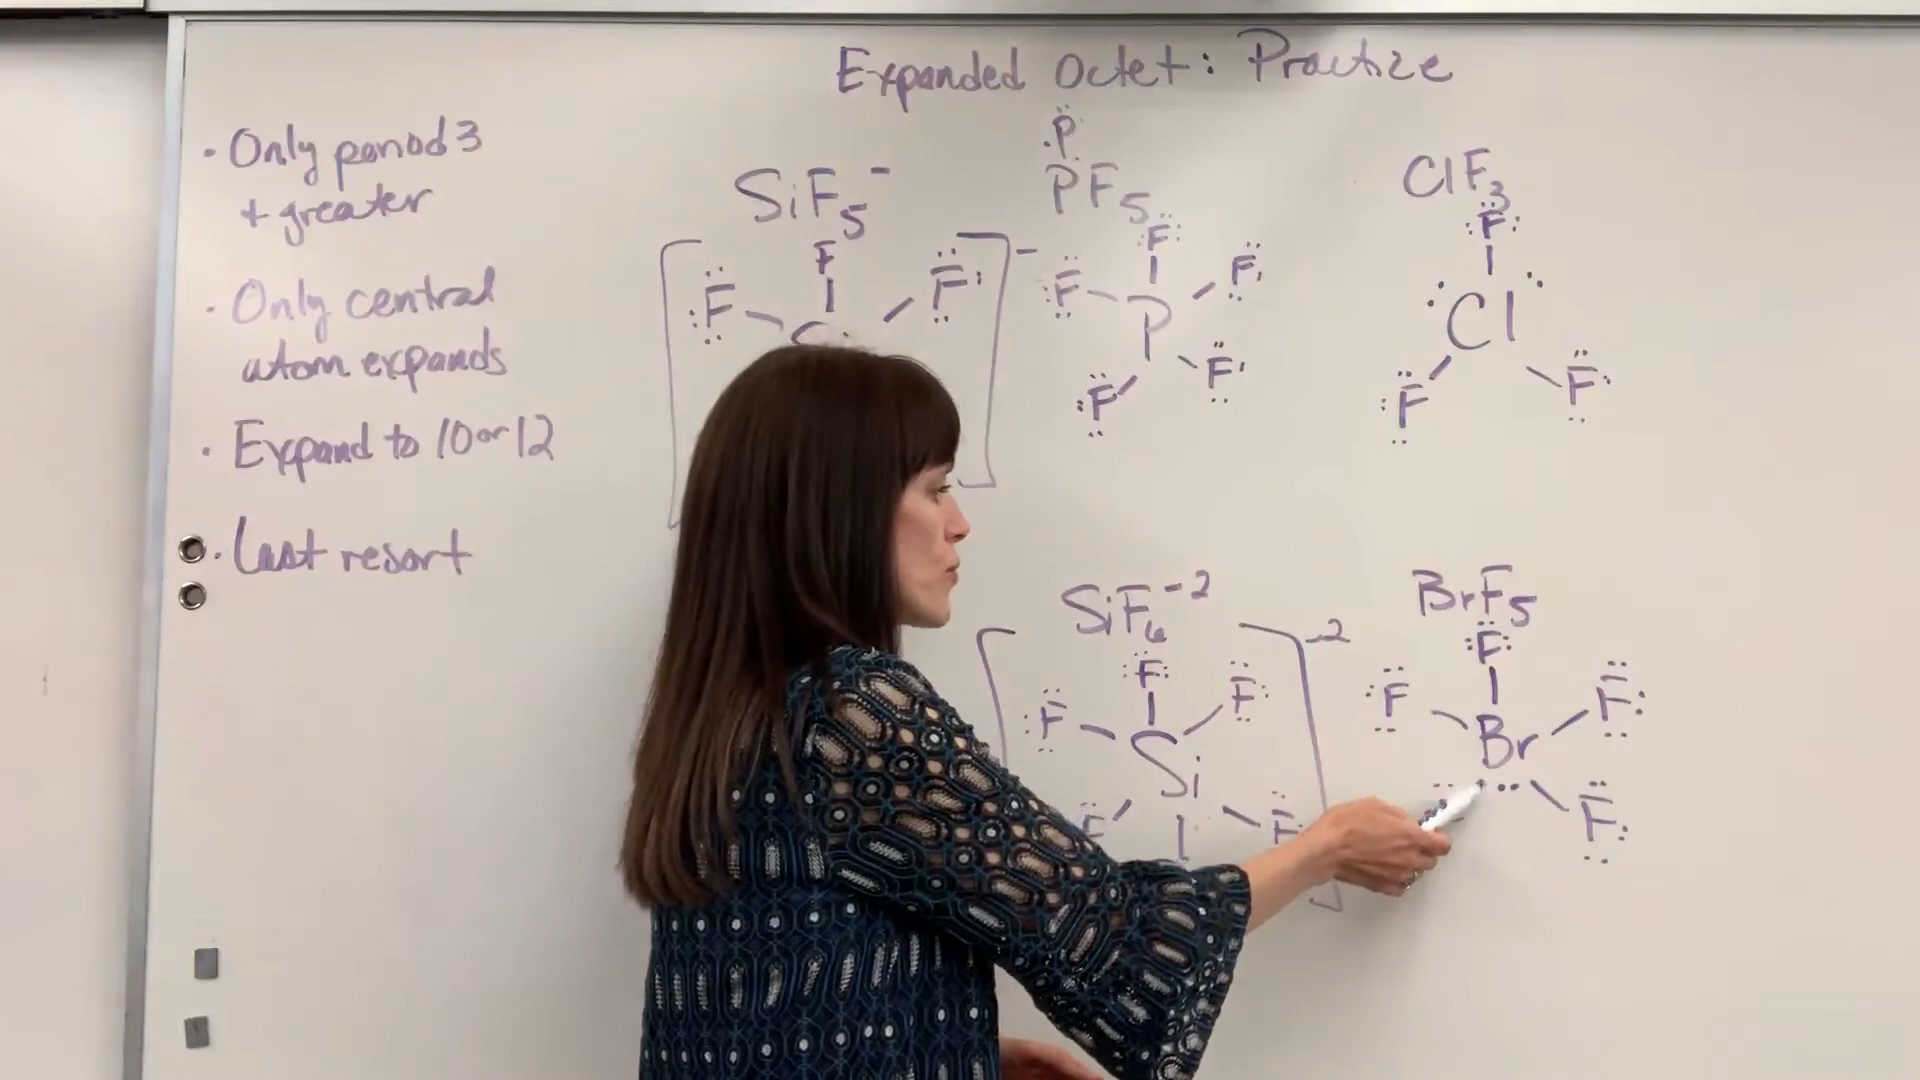 Expanded Octet: Practice
• Only period 3
+ greater
• Only central
atom expands
• Expand to 10 or 12
• Last resort
SiF5-
F
F
F
-
P
PF5
F
F
F
P
F
F
ClF3
F
Cl
F
F
SiF6-2
-2
F
F
F
Si
F
F
BrF5
F
F
F
Br
F